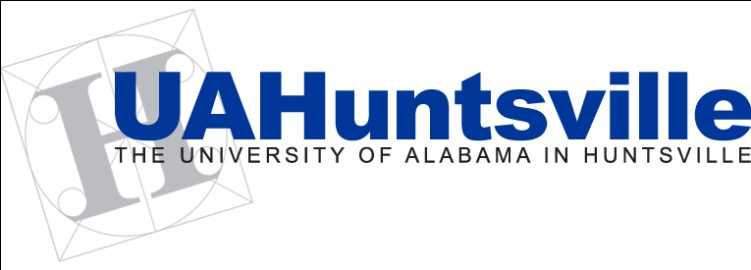 H
UAHuntsville
THE UNIVERSITY OF ALABAMA IN HUNTSVILLE